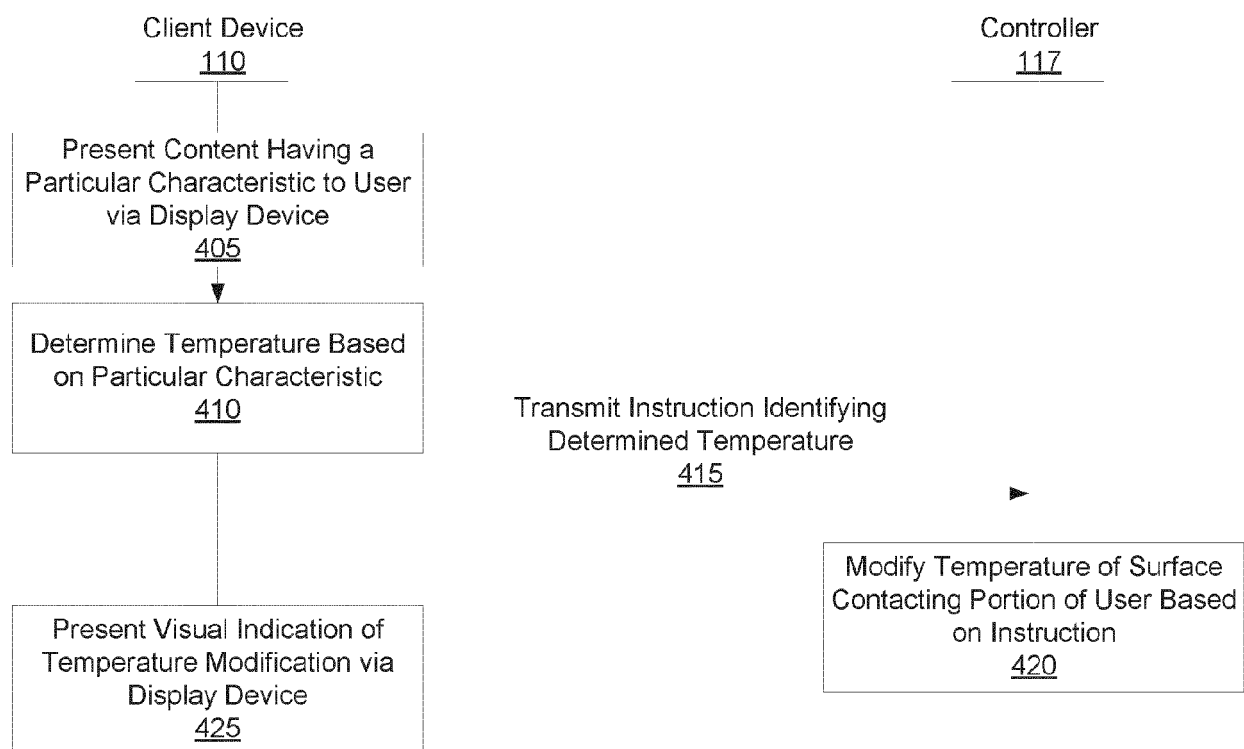 Client Device
110
Controller
117
Present Content Having a
Particular Characteristic to User
via Display Device
405
Determine Temperature Based
on Particular Characteristic
410
Transmit Instruction Identifying
Determined Temperature
415
Modify Temperature of Surface
Contacting Portion of User Based
on Instruction
420
Present Visual Indication of
Temperature Modification via
Display Device
425